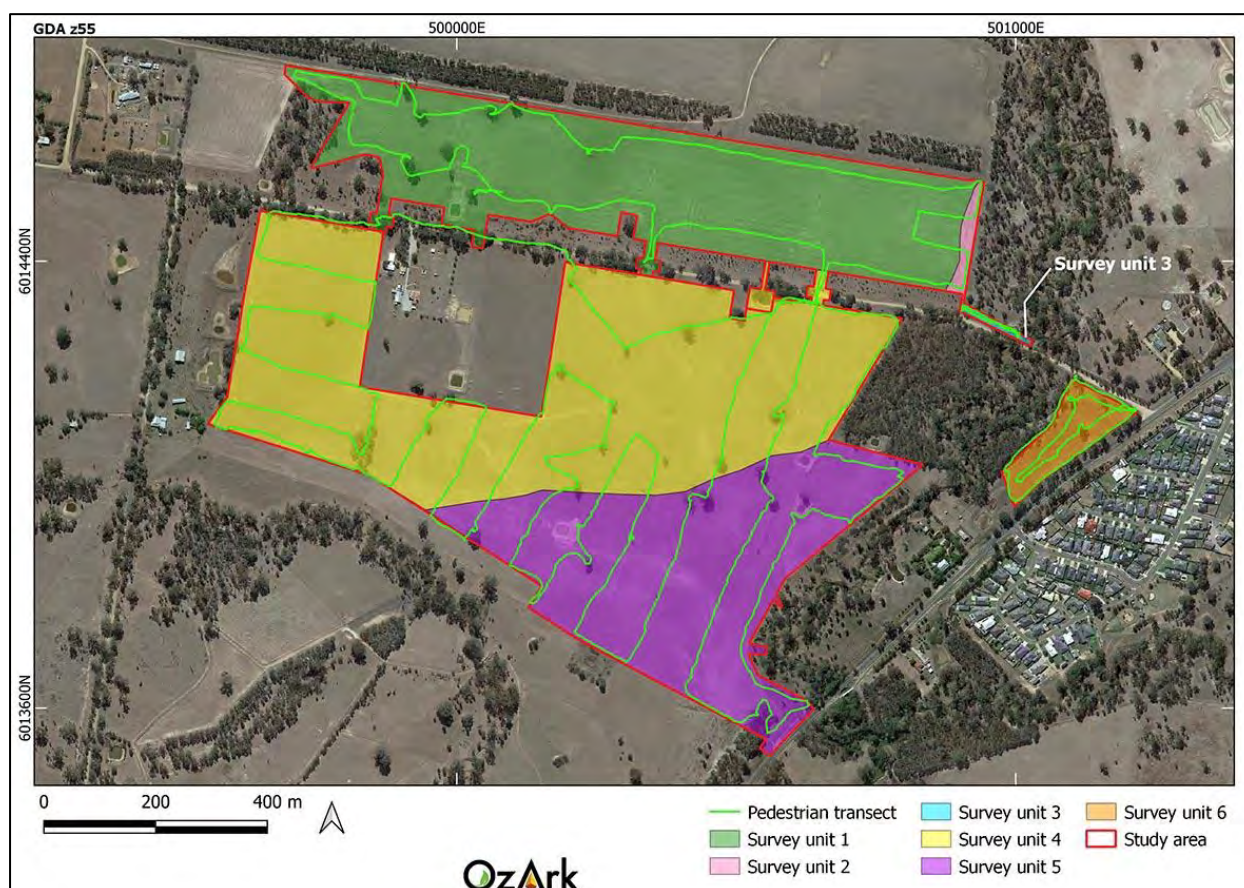 GDA z55
500000E
501000E
6014400N
Survey unit 3
6013600N
0 200 400 m
Pedestrian transect
Survey unit 1
Survey unit 2
Survey unit 3
Survey unit 4
Survey unit 5
Survey unit 6
Study area
OzArk